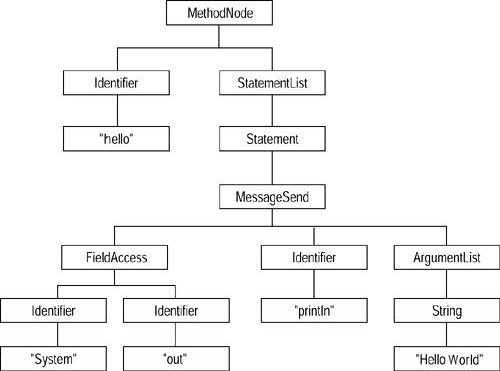 MethodNode
Identifier StatementList
"hello" Statement
MessageSend
FieldAccess Identifier ArgumentList
Identifier Identifier "println" String
"System" "out" "Hello World"